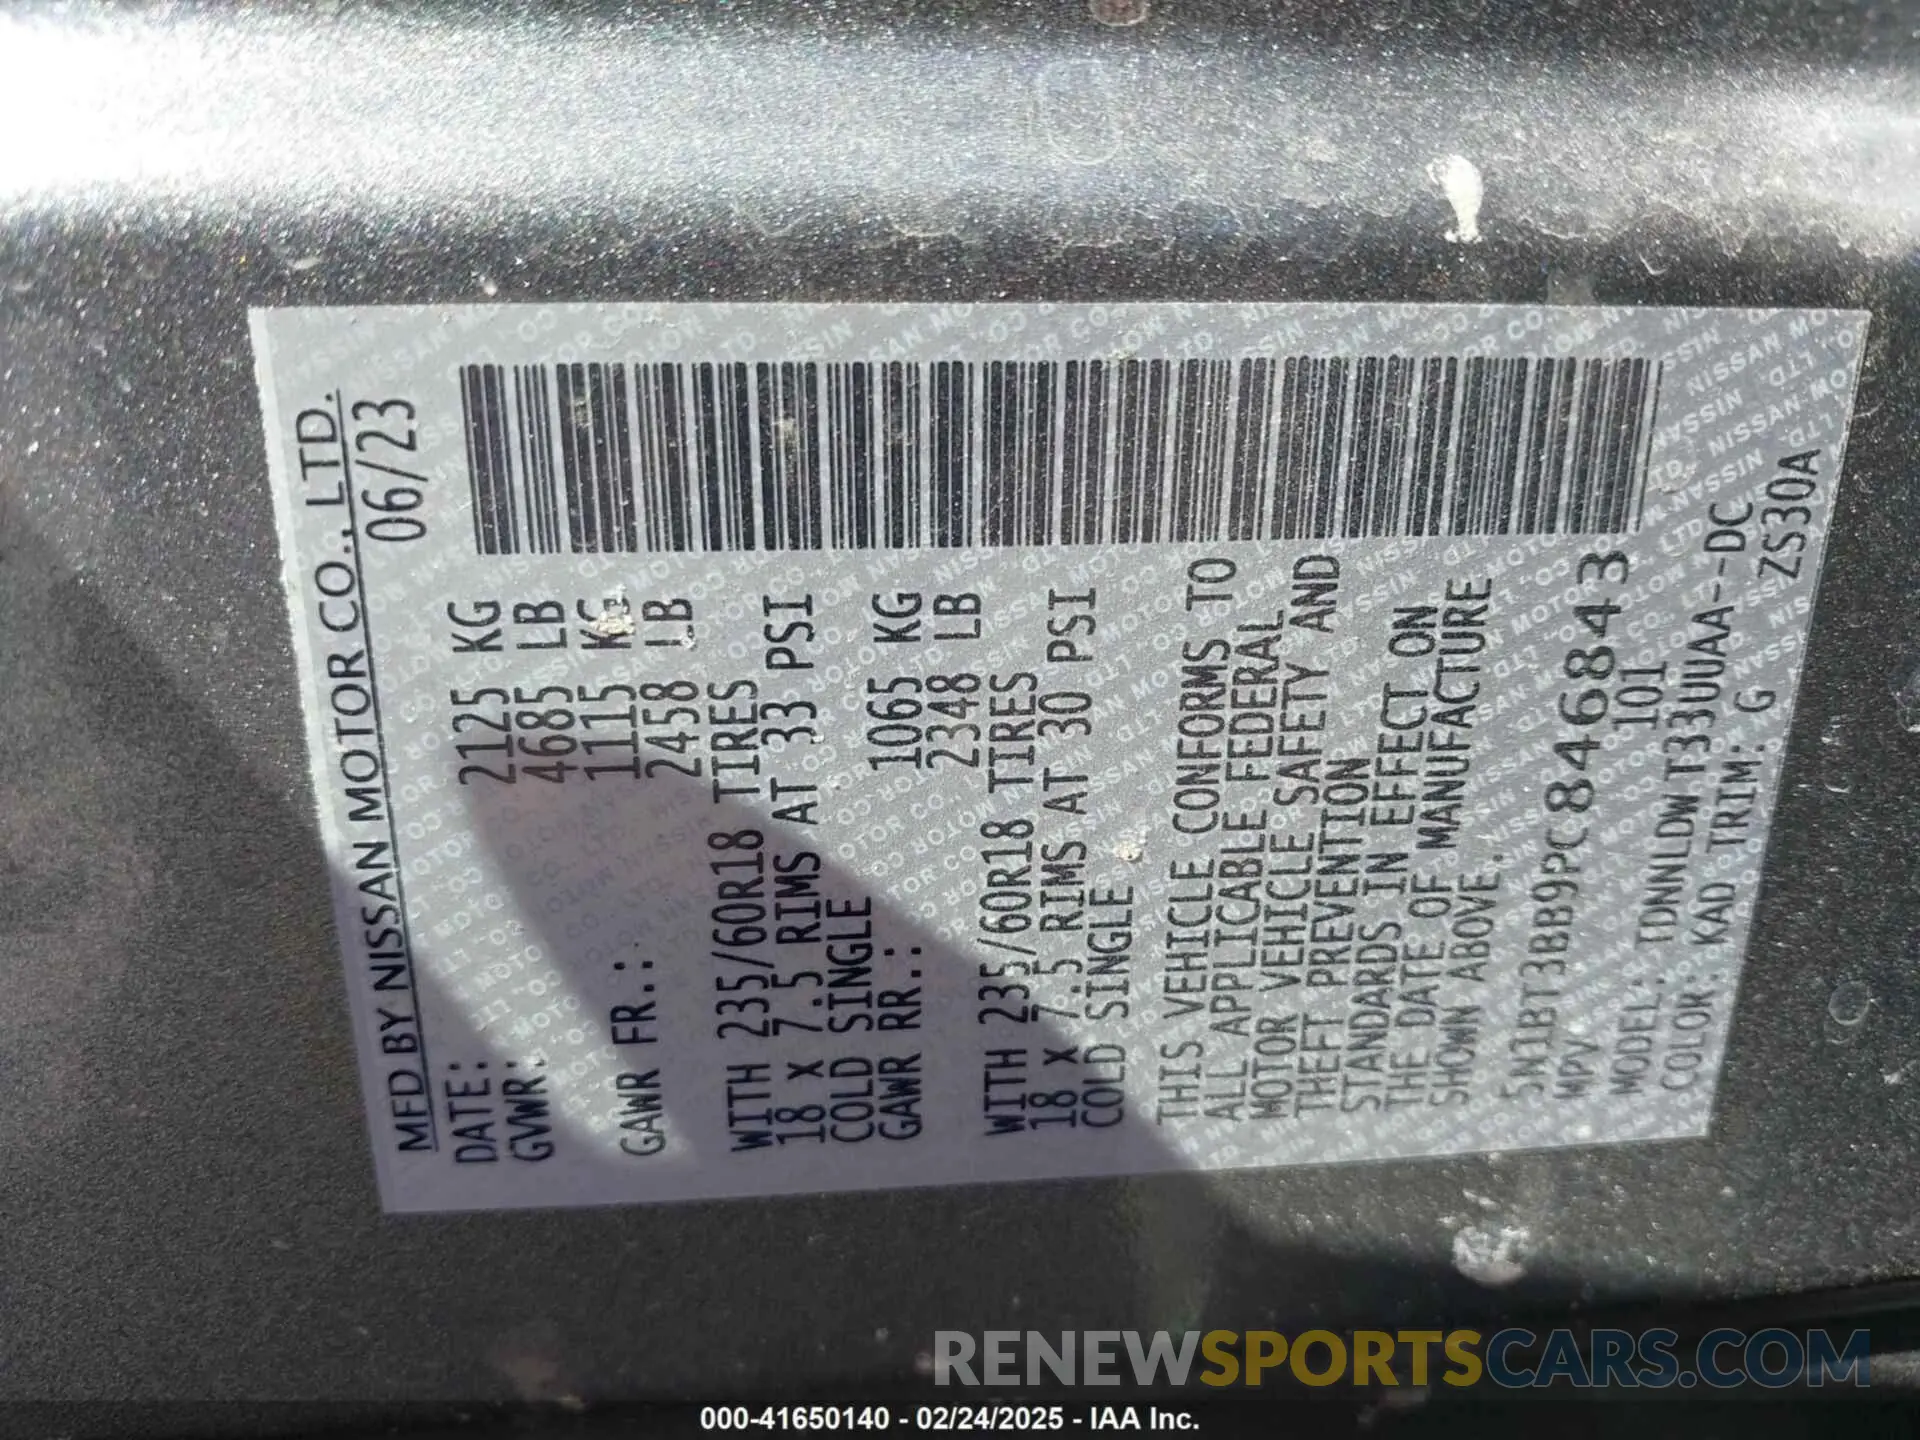 MFD BY NISSAN MOTOR CO., LTD.
DATE: 06/23
GVWR: 2125 KG
4685 LB
GAWR FR.: 1115 KG
2458 LB
WITH 235/60R18 TIRES
18 x 7.5 RIMS AT 33 PSI
COLD SINGLE
GAWR RR.: 1065 KG
2348 LB
WITH 235/60R18 TIRES
18 x 7.5 RIMS AT 30 PSI
COLD SINGLE
THIS VEHICLE CONFORMS TO
ALL APPLICABLE FEDERAL
MOTOR VEHICLE SAFETY AND
THEFT PREVENTION
STANDARDS IN EFFECT ON
THE DATE OF MANUFACTURE
SHOWN ABOVE.
5N1BT3BB9PC846843
MPV 101
MODEL: TDNNLDW T33UUAA--DC
COLOR: KAD TRIM: G ZS30A
RENEWSPORTSCARS.COM
000-41650140 - 02/24/2025 - IAA Inc.